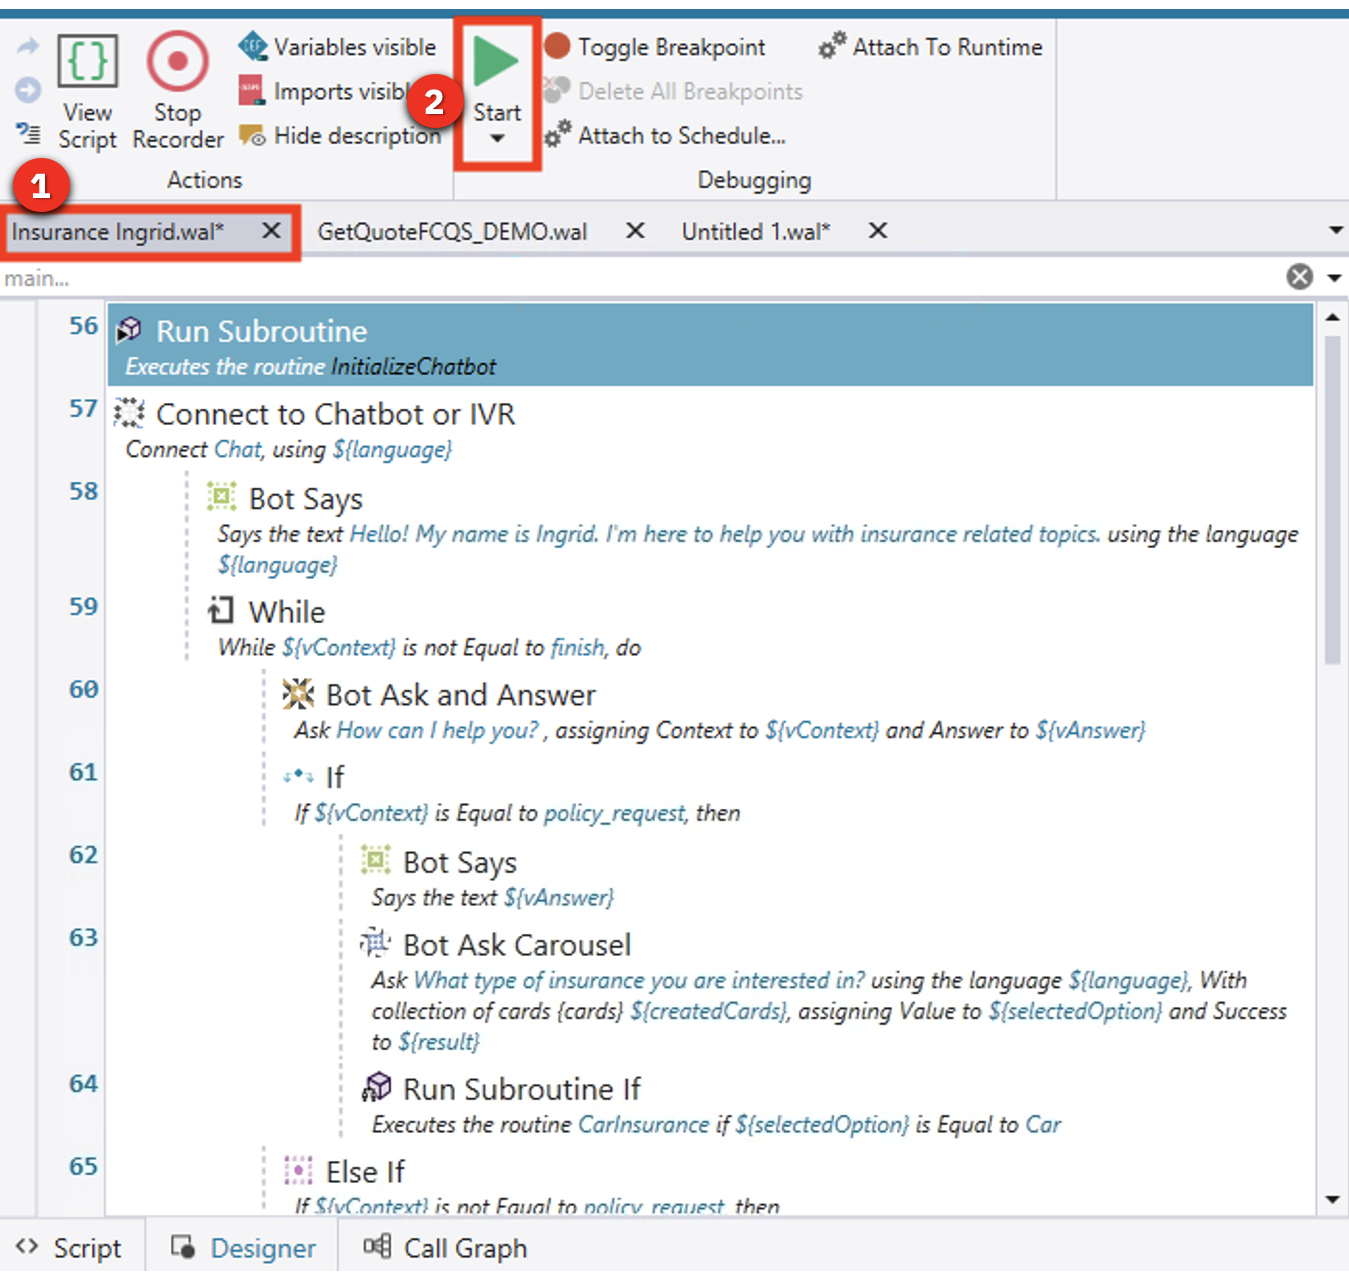 View
Script
Stop
Recorder
Variables visible
Imports visibl
Hide description
Actions
2
Start
Toggle Breakpoint
Delete All Breakpoints
Attach to Schedule...
Attach To Runtime
Debugging
1
Insurance Ingrid.wal*
GetQuoteFCQS_DEMO.wal
Untitled 1.wal*
main...
56 Run Subroutine
Executes the routine InitializeChatbot
57 Connect to Chatbot or IVR
Connect Chat, using ${language}
58 Bot Says
Says the text Hello! My name is Ingrid. I'm here to help you with insurance related topics. using the language
${language}
59 While
While ${vContext} is not Equal to finish, do
60 Bot Ask and Answer
Ask How can I help you? , assigning Context to ${vContext} and Answer to ${vAnswer}
61 If
If ${vContext} is Equal to policy_request, then
62 Bot Says
Says the text ${vAnswer}
63 Bot Ask Carousel
Ask What type of insurance you are interested in? using the language ${language}, With
collection of cards {cards} ${createdCards}, assigning Value to ${selectedOption} and Success
to ${result}
64 Run Subroutine If
Executes the routine CarInsurance if ${selectedOption} is Equal to Car
65 Else If
If ${vContext} is not Equal to policy_request, then
Script
Designer
Call Graph